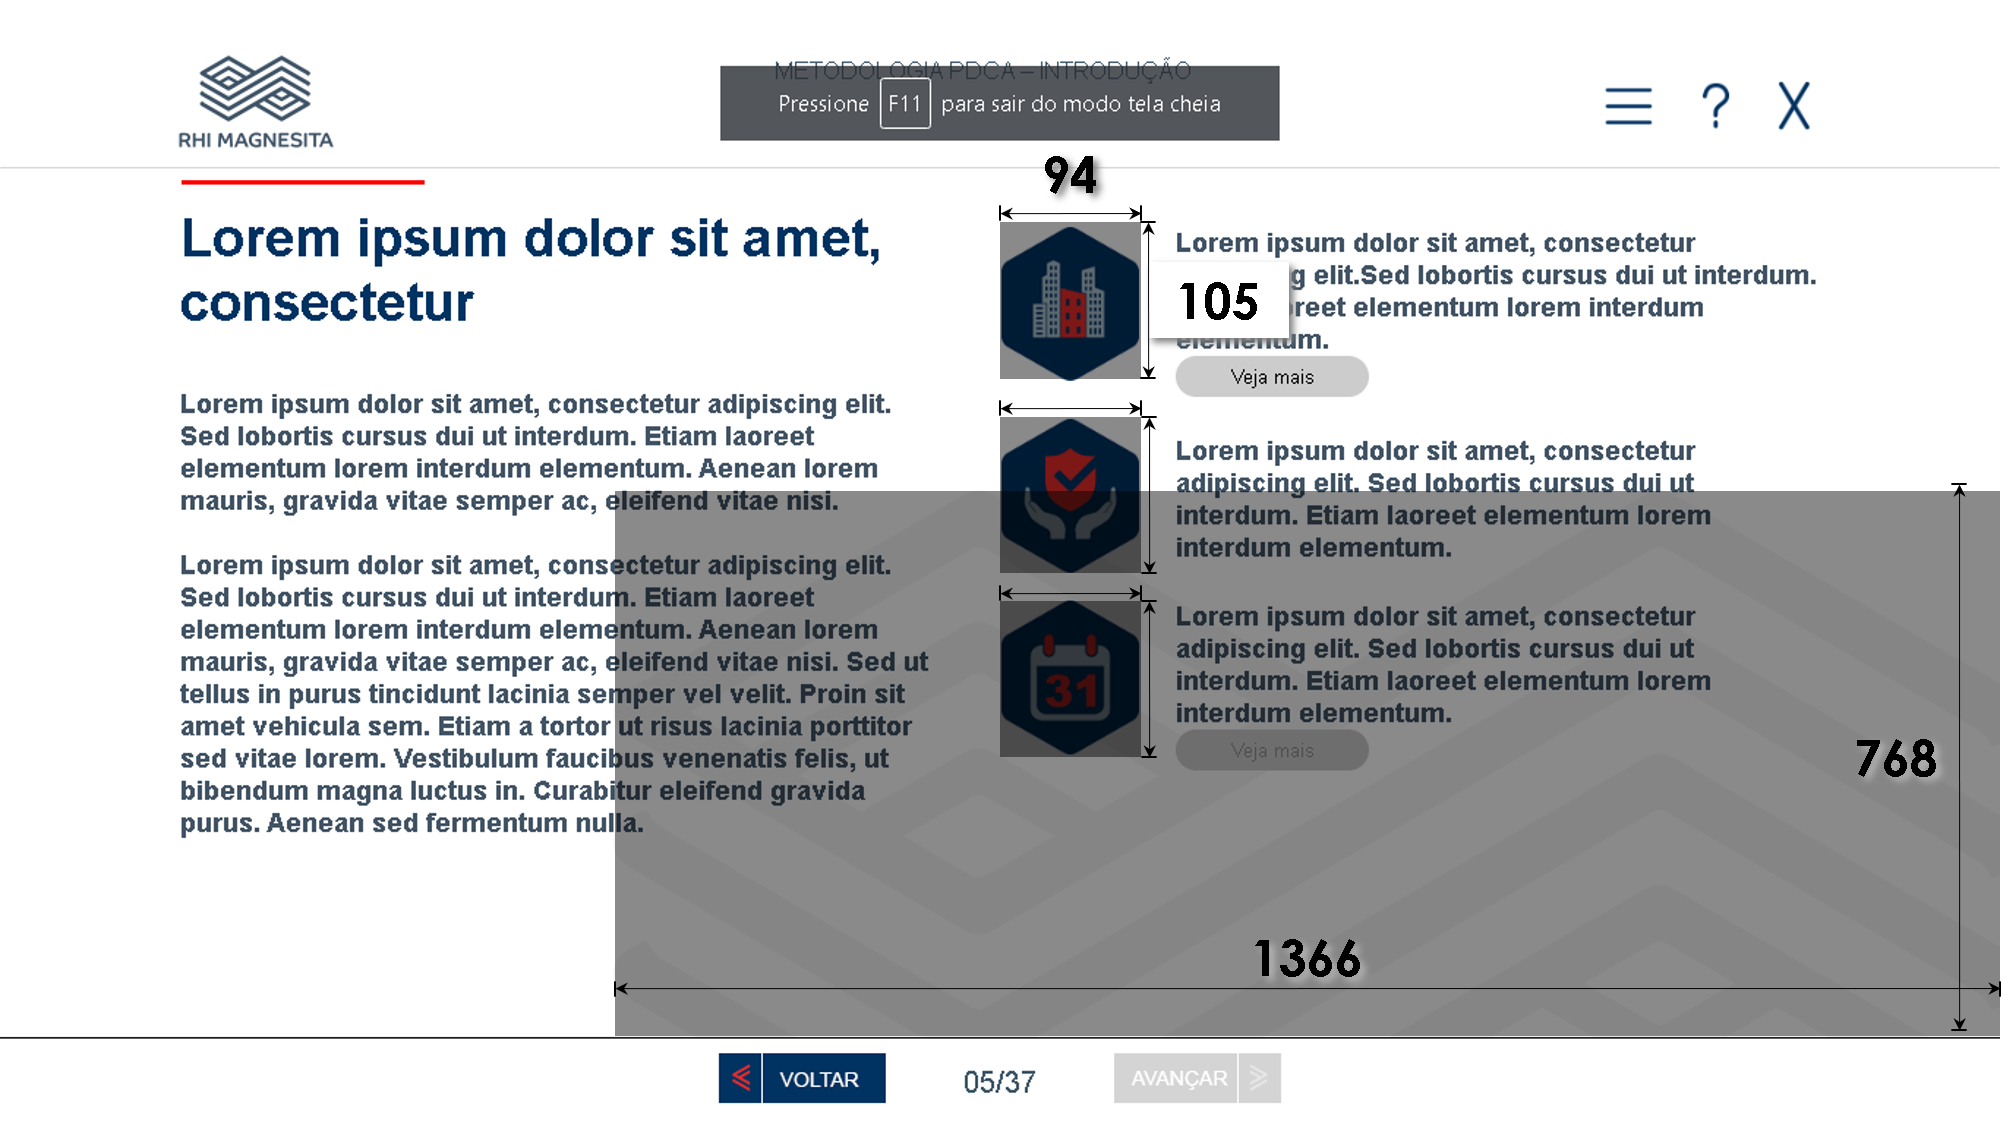 RHI MAGNESITA
METODOLOGIA PDCA – INTRODUÇÃO
Pressione F11 para sair do modo tela cheia
Lorem ipsum dolor sit amet,
consectetur
Lorem ipsum dolor sit amet, consectetur adipiscing elit.
Sed lobortis cursus dui ut interdum. Etiam laoreet
elementum lorem interdum elementum. Aenean lorem
mauris, gravida vitae semper ac, eleifend vitae nisi.
Lorem ipsum dolor sit amet, consectetur adipiscing elit.
Sed lobortis cursus dui ut interdum. Etiam laoreet
elementum lorem interdum elementum. Aenean lorem
mauris, gravida vitae semper ac, eleifend vitae nisi. Sed ut
tellus in purus tincidunt lacinia semper vel velit. Proin sit
amet vehicula sem. Etiam a tortor ut risus lacinia porttitor
sed vitae lorem. Vestibulum faucibus venenatis felis, ut
bibendum magna luctus in. Curabitur eleifend gravida
purus. Aenean sed fermentum nulla.
94
105
Lorem ipsum dolor sit amet, consectetur
g elit.Sed lobortis cursus dui ut interdum.
reet elementum lorem interdum
elementum.
Veja mais
Lorem ipsum dolor sit amet, consectetur
adipiscing elit. Sed lobortis cursus dui ut
interdum. Etiam laoreet elementum lorem
interdum elementum.
31
Lorem ipsum dolor sit amet, consectetur
adipiscing elit. Sed lobortis cursus dui ut
interdum. Etiam laoreet elementum lorem
interdum elementum.
Veja mais
768
1366
VOLTAR
05/37
AVANÇAR